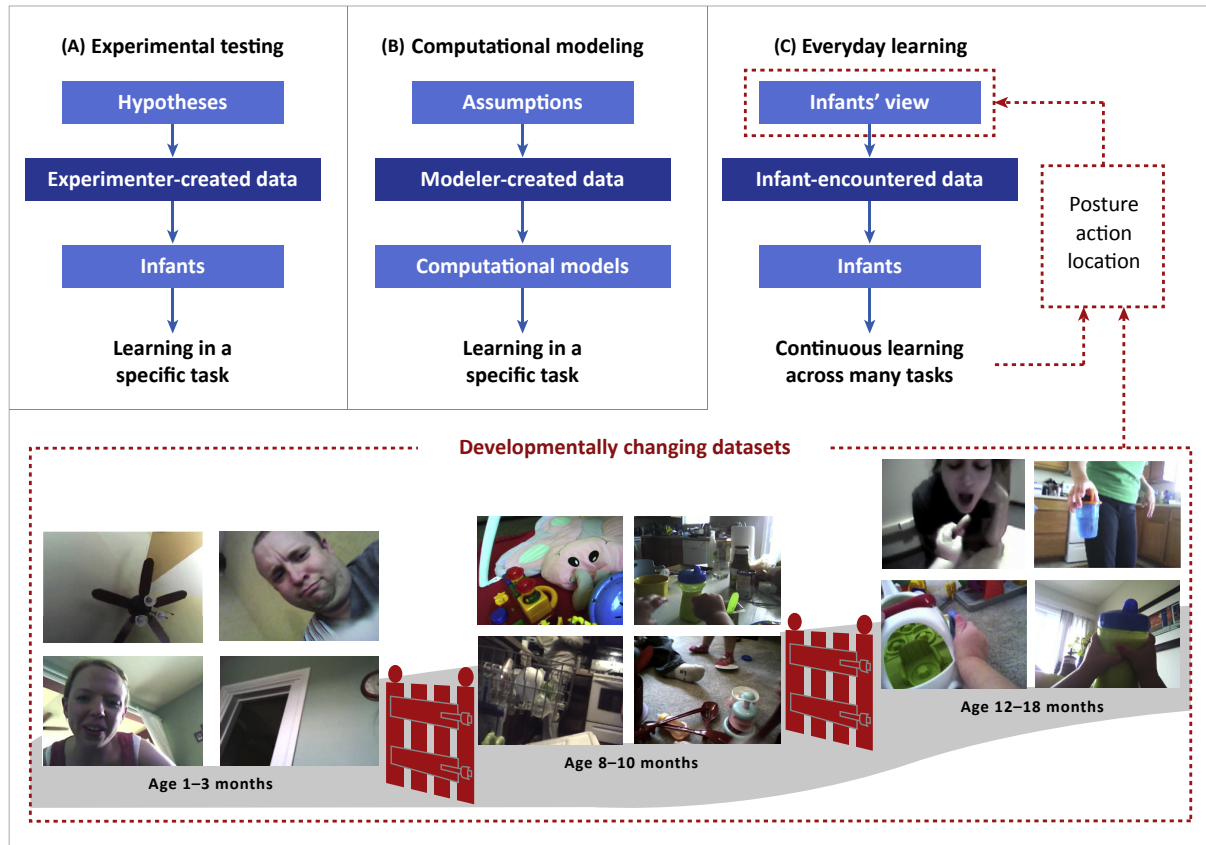 (A) Experimental testing
Hypotheses
Experimenter-created data
Infants
Learning in a
specific task
(B) Computational modeling
Assumptions
Modeler-created data
Computational models
Learning in a
specific task
(C) Everyday learning
Infants’ view
Infant-encountered data
Infants
Continuous learning
across many tasks
Posture
action
location
Developmentally changing datasets
Age 1–3 months
Age 8–10 months
Age 12–18 months